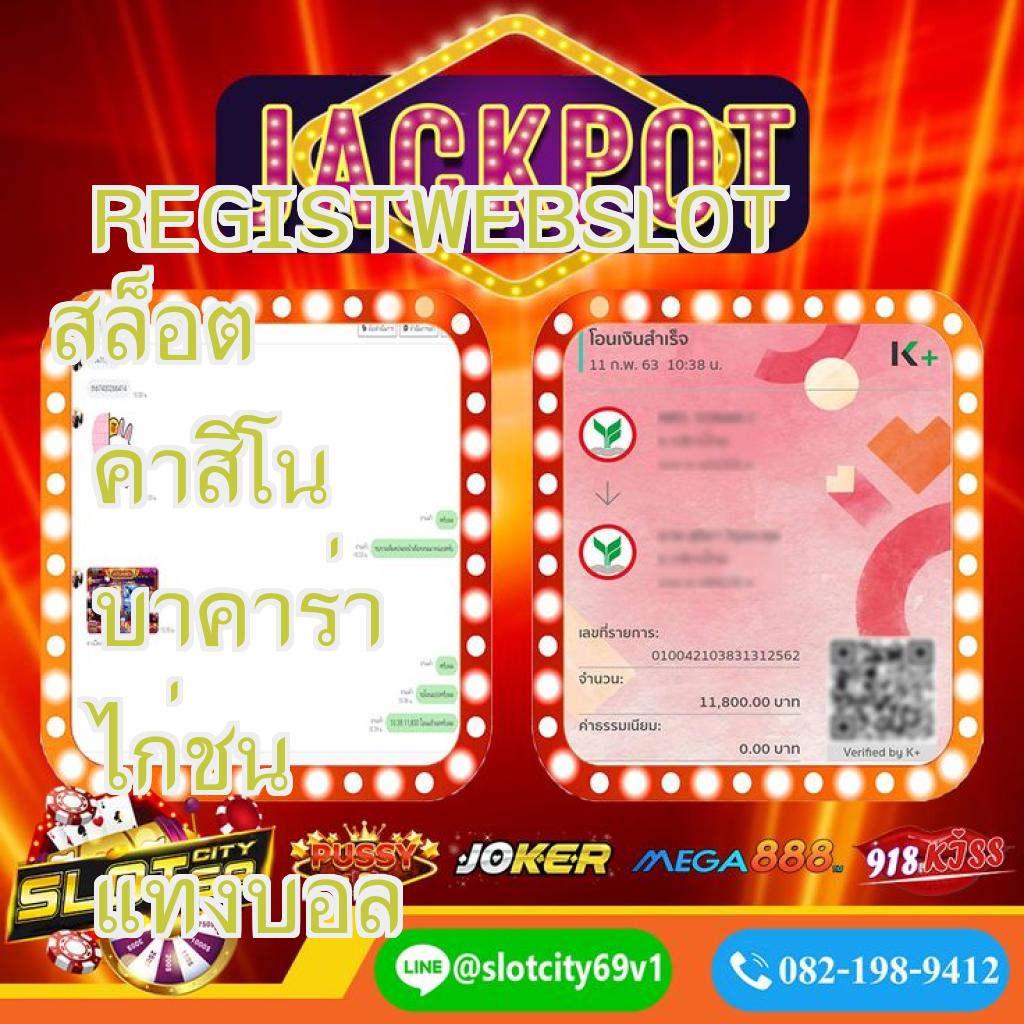 JACKPOT
REGISTWEBSLOT
สล็อต
คาสิโน
บาคาร่า
ไก่ชน
แทงบอล
โอนเงินสำเร็จ
11 ก.พ. 63 10:38 น.
K+
เลขที่รายการ:
010042103831312562
จำนวน:
11,800.00 บาท
ค่าธรรมเนียม:
0.00 บาท
Verified by K+
SLOT CITY
PUSSY
JOKER
MEGA888
918KISS
LINE @slotcity69v1
082-198-9412